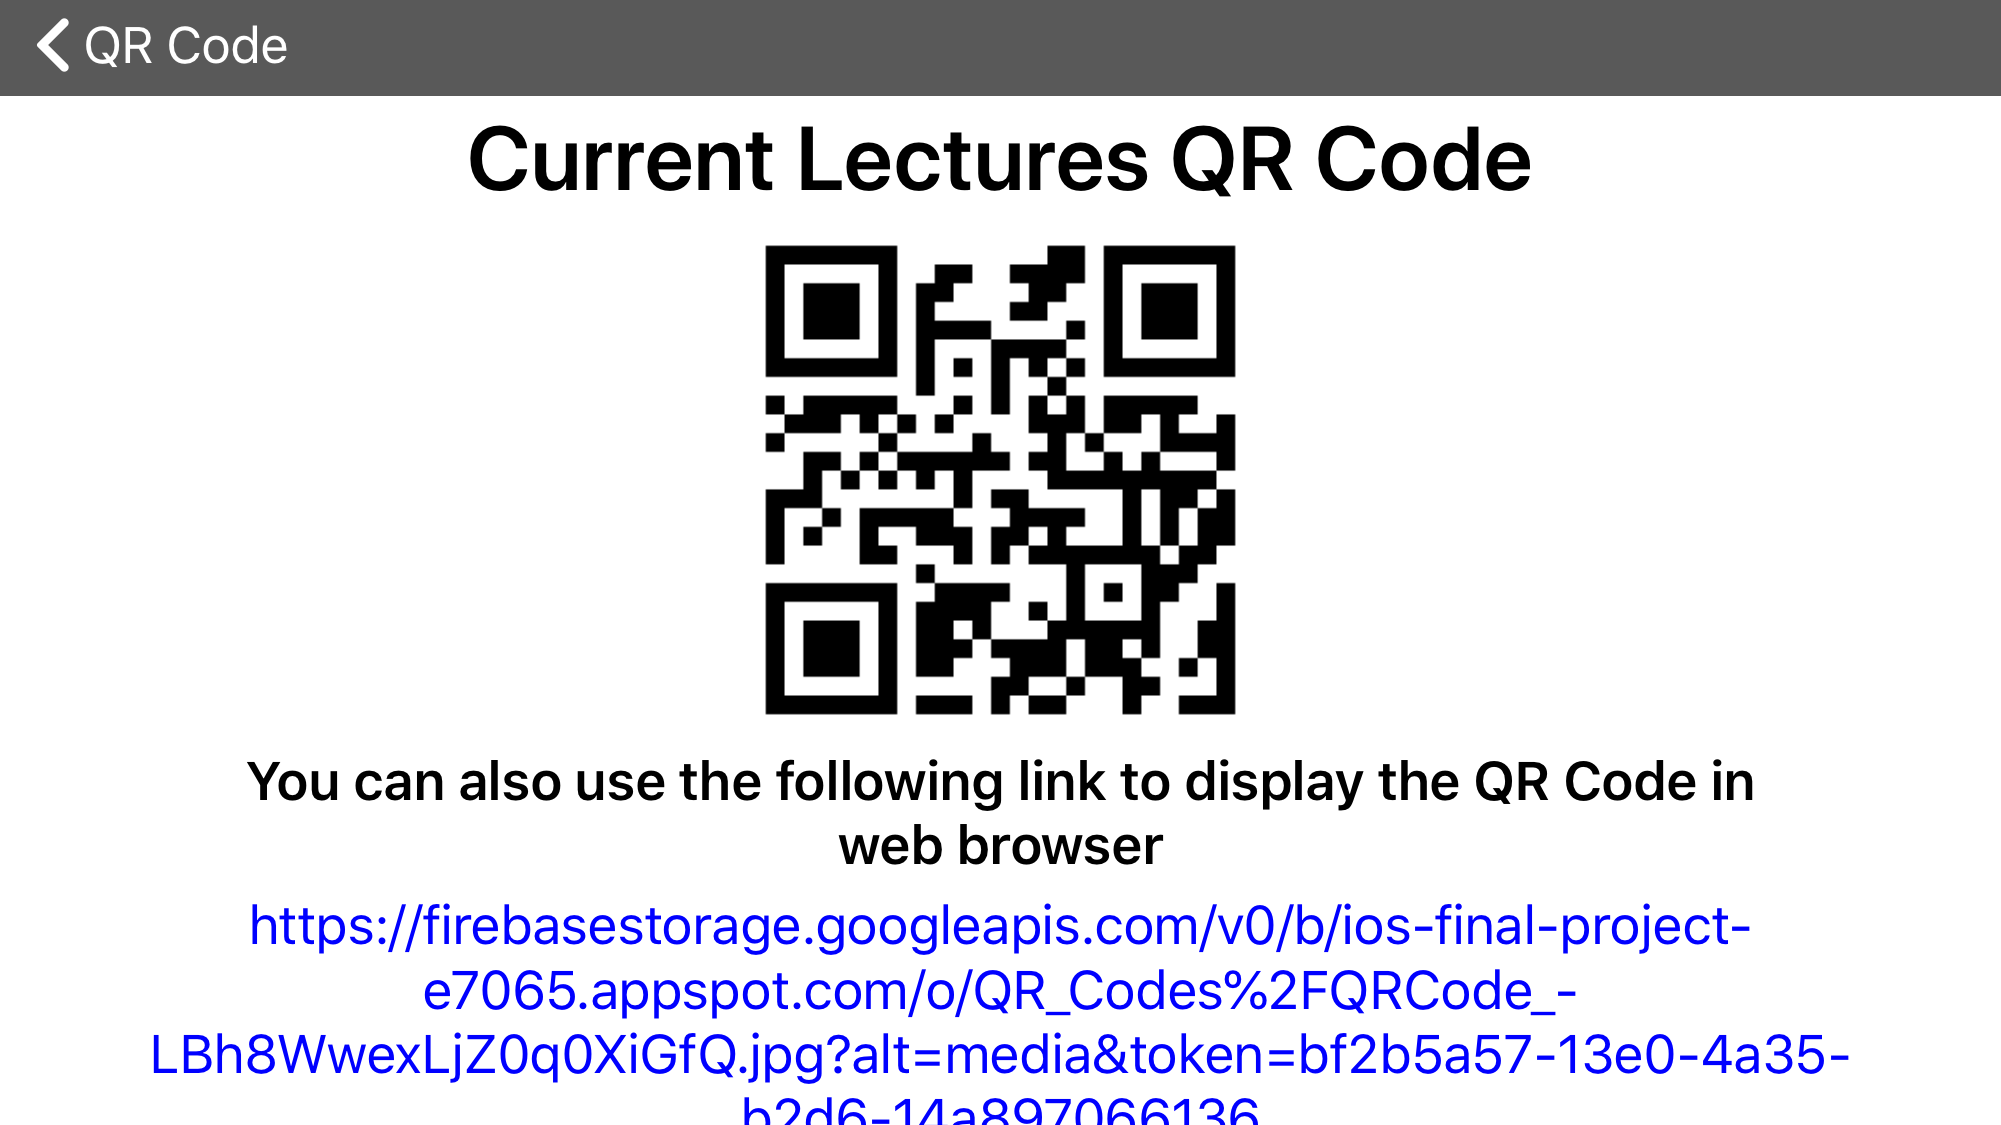 QR Code
Current Lectures QR Code
You can also use the following link to display the QR Code in
web browser
https://firebasestorage.googleapis.com/v0/b/ios-final-project-
e7065.appspot.com/o/QR_Codes%2FQRCode_-
LBh8WwexLjZ0q0XiGfQ.jpg?alt=media&token=bf2b5a57-13e0-4a35-
b2d6-14a897066136